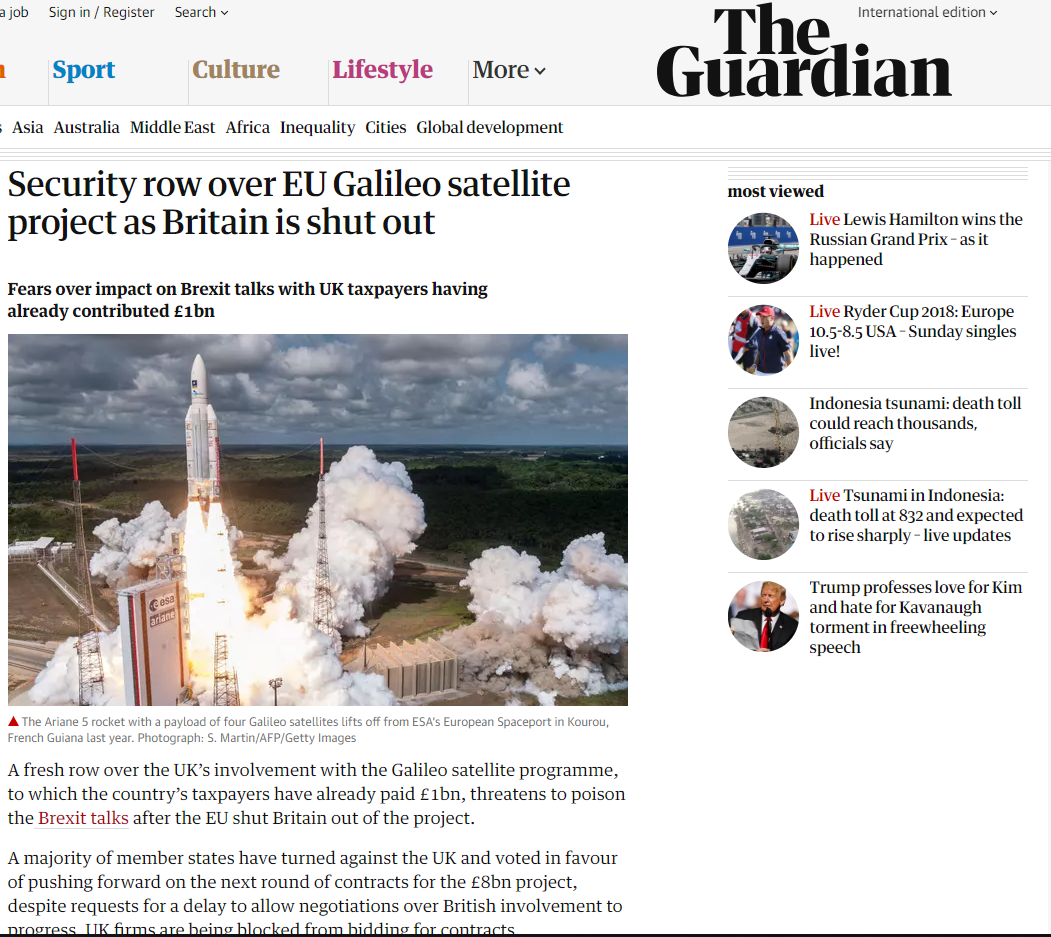 a job Sign in / Register Search International edition
The
Guardian
Sport Culture Lifestyle More
Asia Australia Middle East Africa Inequality Cities Global development
Security row over EU Galileo satellite
project as Britain is shut out
Fears over impact on Brexit talks with UK taxpayers having
already contributed £1bn
esa
ariane
The Ariane 5 rocket with a payload of four Galileo satellites lifts off from ESA's European Spaceport in Kourou,
French Guiana last year. Photograph: S. Martin/AFP/Getty Images
A fresh row over the UK's involvement with the Galileo satellite programme,
to which the country's taxpayers have already paid £1bn, threatens to poison
the Brexit talks after the EU shut Britain out of the project.
A majority of member states have turned against the UK and voted in favour
of pushing forward on the next round of contracts for the £8bn project,
despite requests for a delay to allow negotiations over British involvement to
progress. UK firms are being blocked from bidding for contracts
most viewed
Live Lewis Hamilton wins the
Russian Grand Prix – as it
happened
Live Ryder Cup 2018: Europe
10.5-8.5 USA – Sunday singles
live!
Indonesia tsunami: death toll
could reach thousands,
officials say
Live Tsunami in Indonesia:
death toll at 832 and expected
to rise sharply – live updates
Trump professes love for Kim
and hate for Kavanaugh
torment in freewheeling
speech